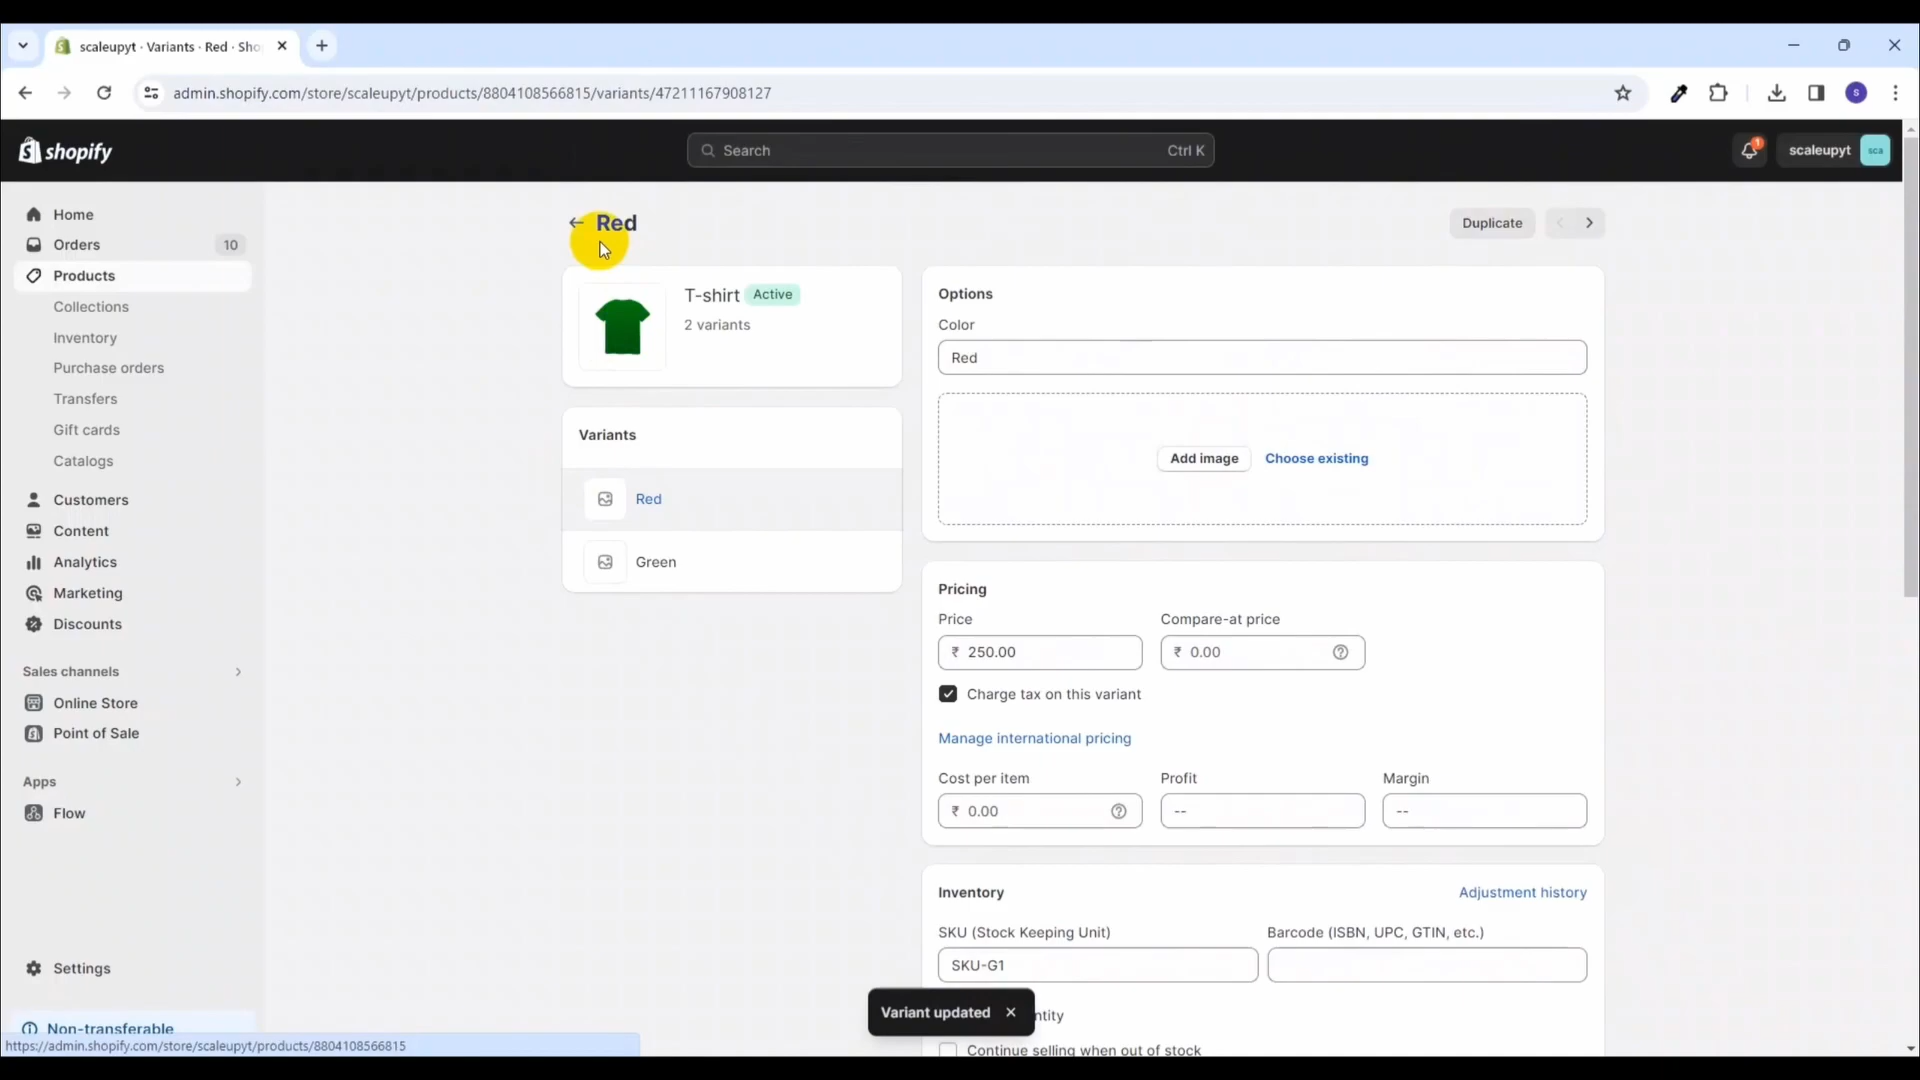 scaleupyt · Variants · Red · Sho
admin.shopify.com/store/scaleupyt/products/8804108566815/variants/47211167908127
S
shopify
Search
Ctrl K
1
scaleupyt
sca
Home
Orders
10
Products
Collections
Inventory
Purchase orders
Transfers
Gift cards
Catalogs
Customers
Content
Analytics
Marketing
Discounts
Sales channels
Online Store
Point of Sale
Apps
Flow
Settings
Non-transferable
https://admin.shopify.com/store/scaleupyt/products/8804108566815
Red
Duplicate
T-shirt
Active
2 variants
Variants
Red
Green
Options
Color
Red
Add image
Choose existing
Pricing
Price
Compare-at price
₹ 250.00
₹ 0.00
Charge tax on this variant
Manage international pricing
Cost per item
Profit
Margin
₹ 0.00
--
--
Inventory
Adjustment history
SKU (Stock Keeping Unit)
Barcode (ISBN, UPC, GTIN, etc.)
SKU-G1
Variant updated
ntity
Continue selling when out of stock